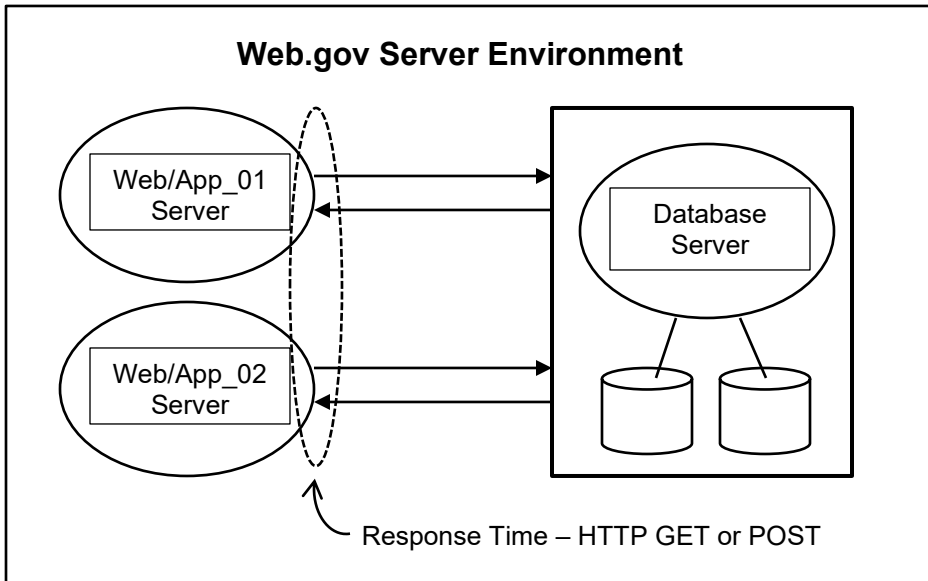 Web.gov Server Environment
Web/App_01
Server
Database
Server
Web/App_02
Server
Response Time – HTTP GET or POST